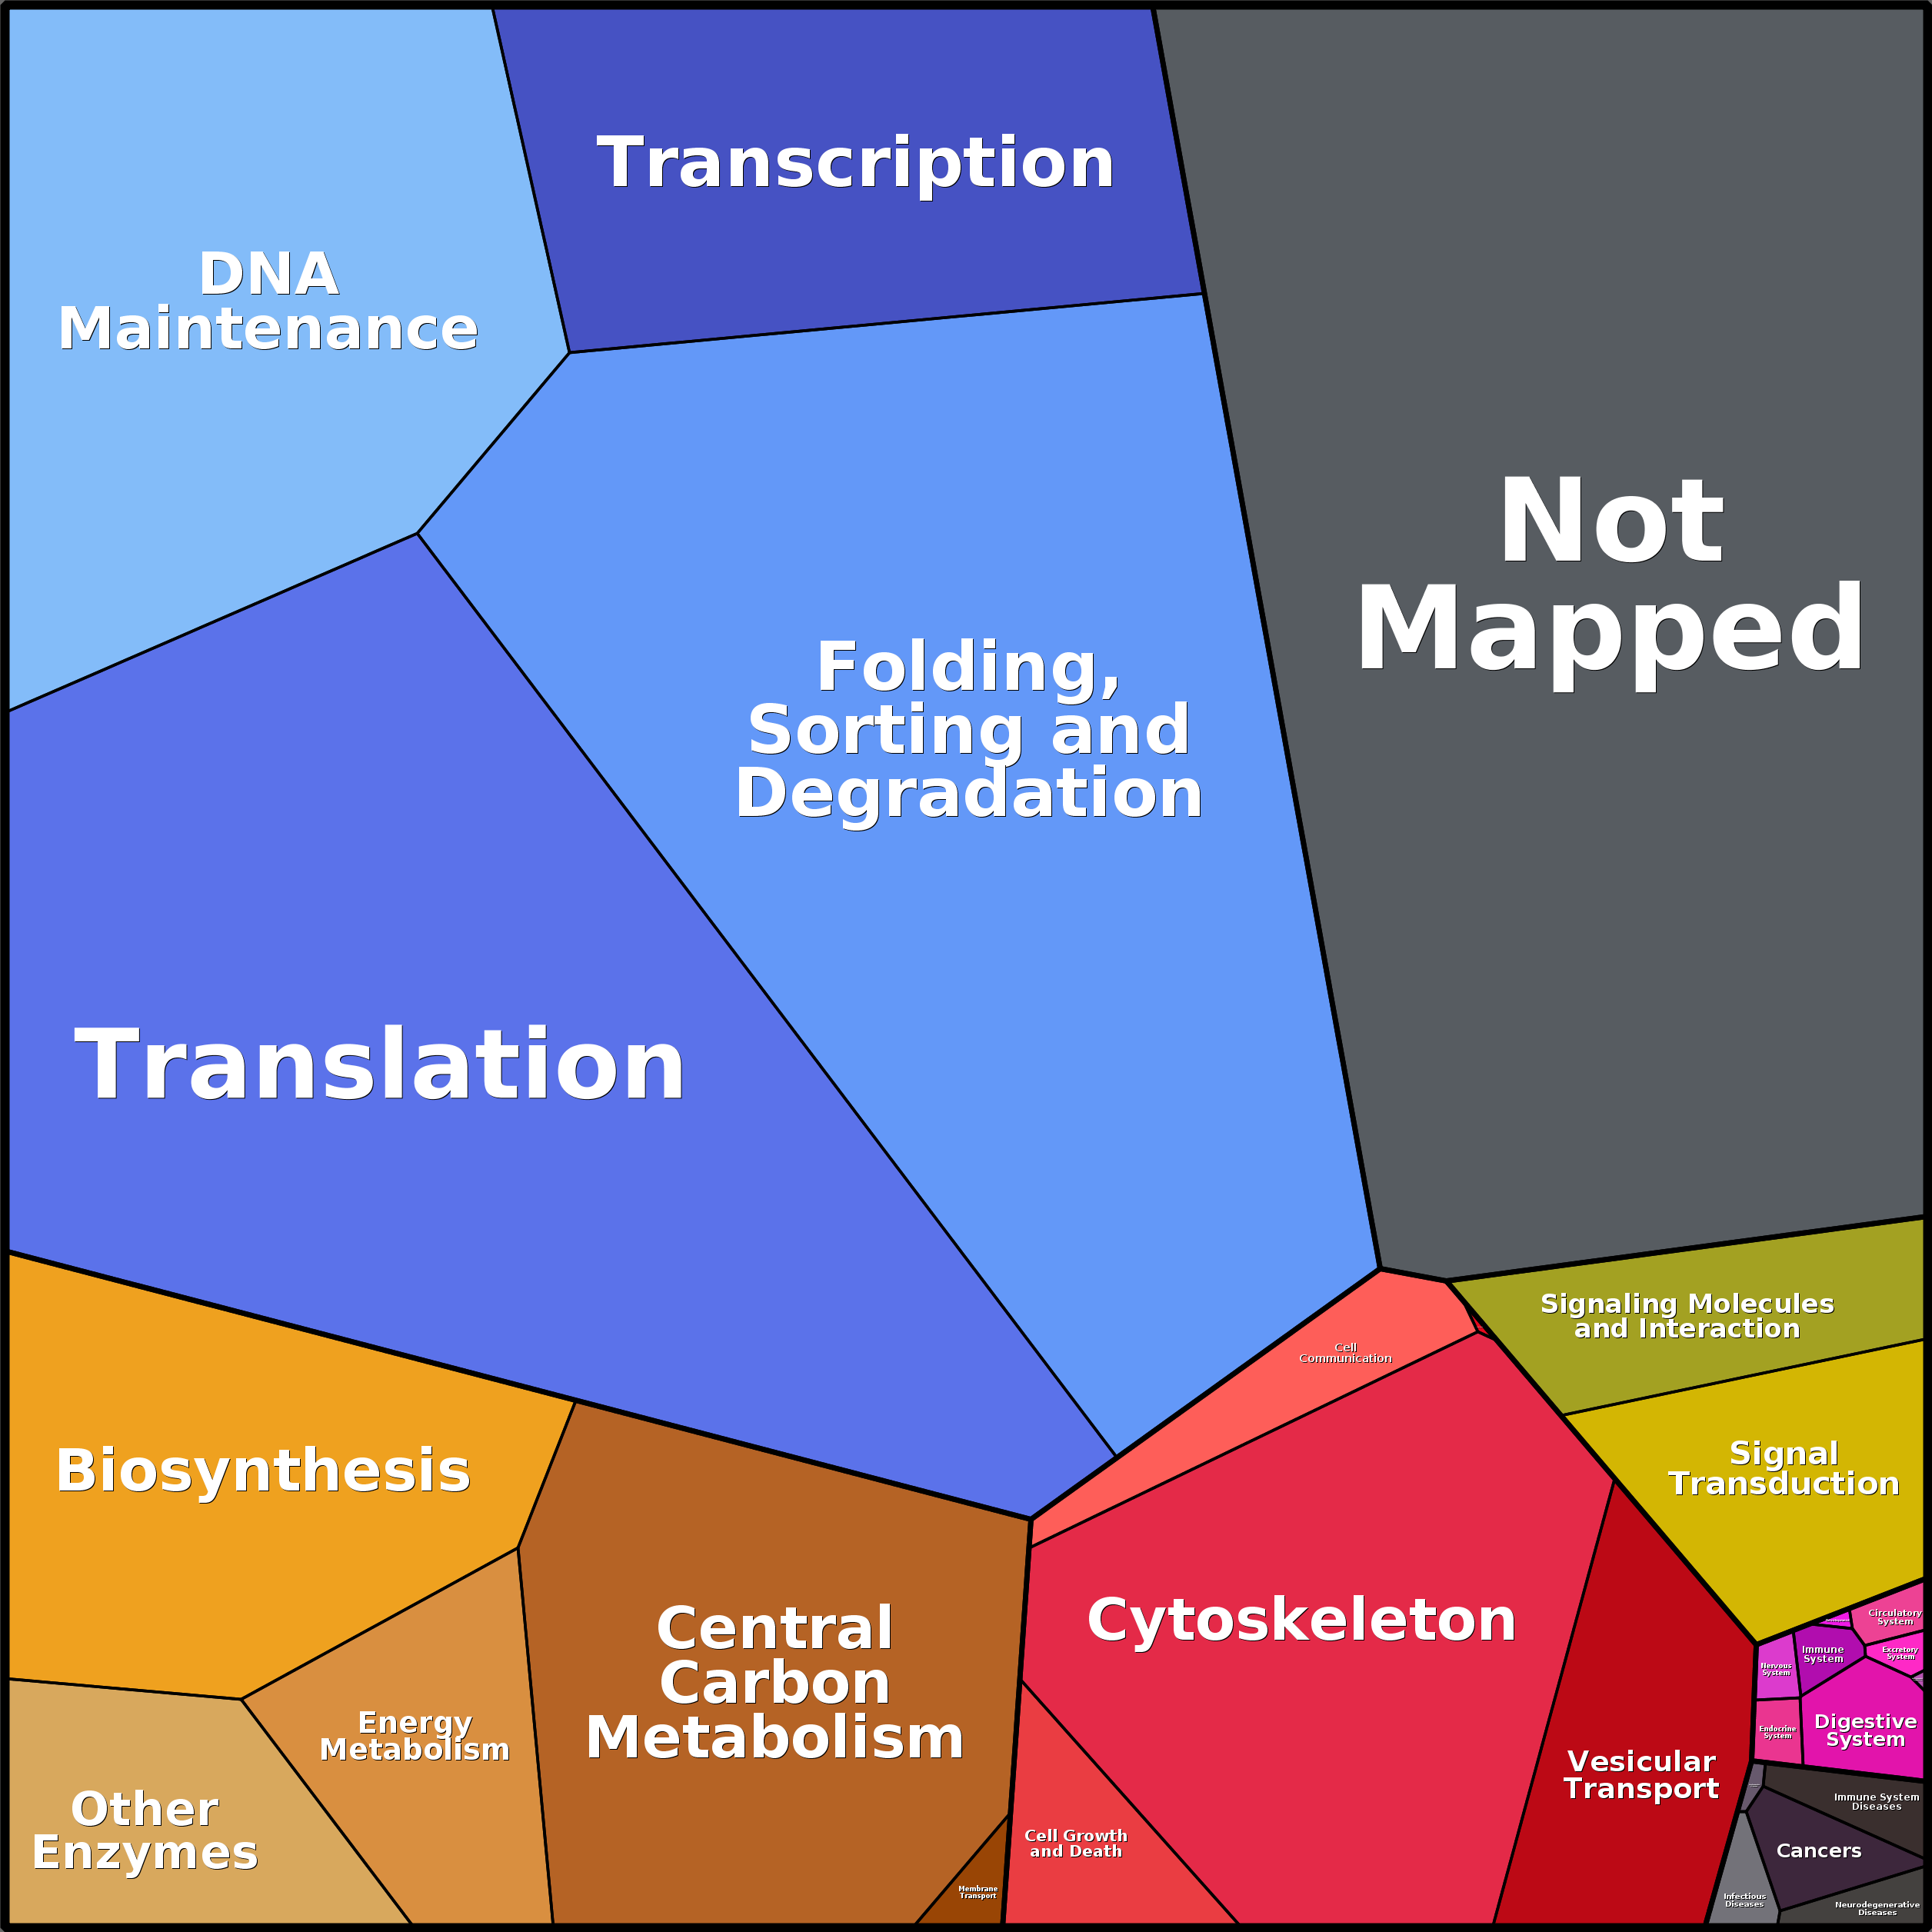 Transcription
DNA
Maintenance
Not
Mapped
Folding,
Sorting and
Degradation
Translation
Signaling Molecules
and Interaction
Cell
Communication
Signal
Transduction
Biosynthesis
Central
Carbon
Metabolism
Cytoskeleton
Circulatory
System
Immune
System
Excretory
System
Nervous
System
Endocrine
System
Digestive
System
Energy
Metabolism
Vesicular
Transport
Other
Enzymes
Cell Growth
and Death
Membrane
Transport
Immune System
Diseases
Cancers
Infectious
Diseases
Neurodegenerative
Diseases